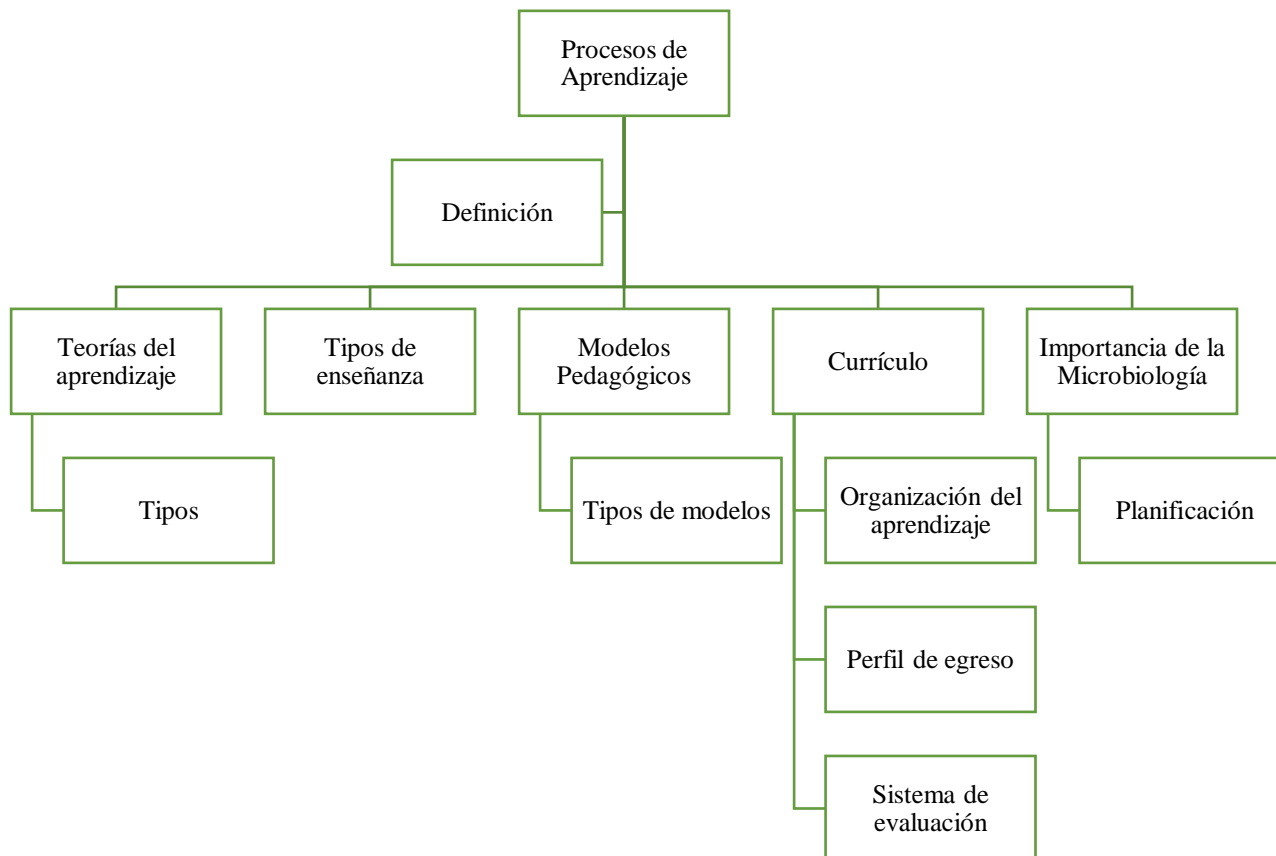 Procesos de
Aprendizaje
Definición
Teorías del
aprendizaje
Tipos de
enseñanza
Modelos
Pedagógicos
Currículo
Importancia de la
Microbiología
Tipos
Tipos de modelos
Organización del
aprendizaje
Planificación
Perfil de egreso
Sistema de
evaluación